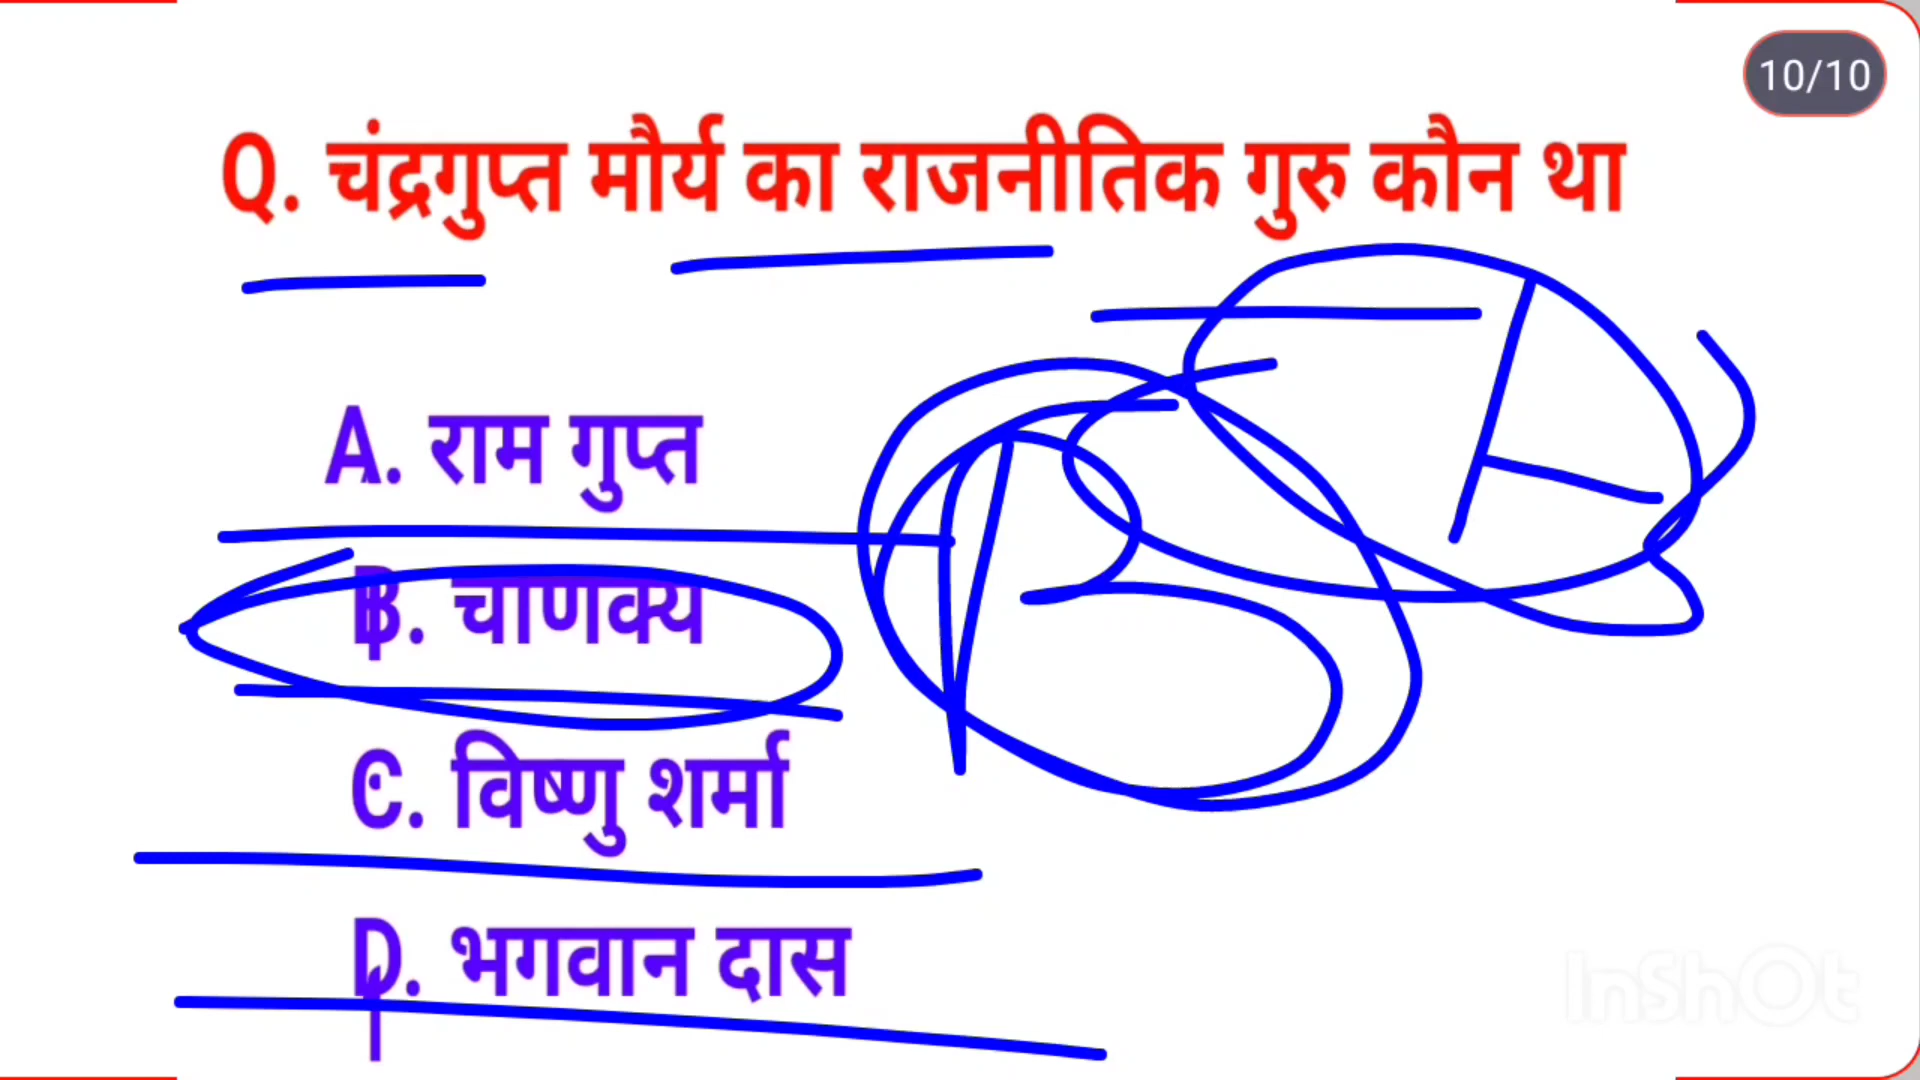 10/10
Q. चंद्रगुप्त मौर्य का राजनीतिक गुरु कौन था
A. राम गुप्त
B. चाणक्य
B
C. विष्णु शर्मा
D. भगवान दास
InShOt